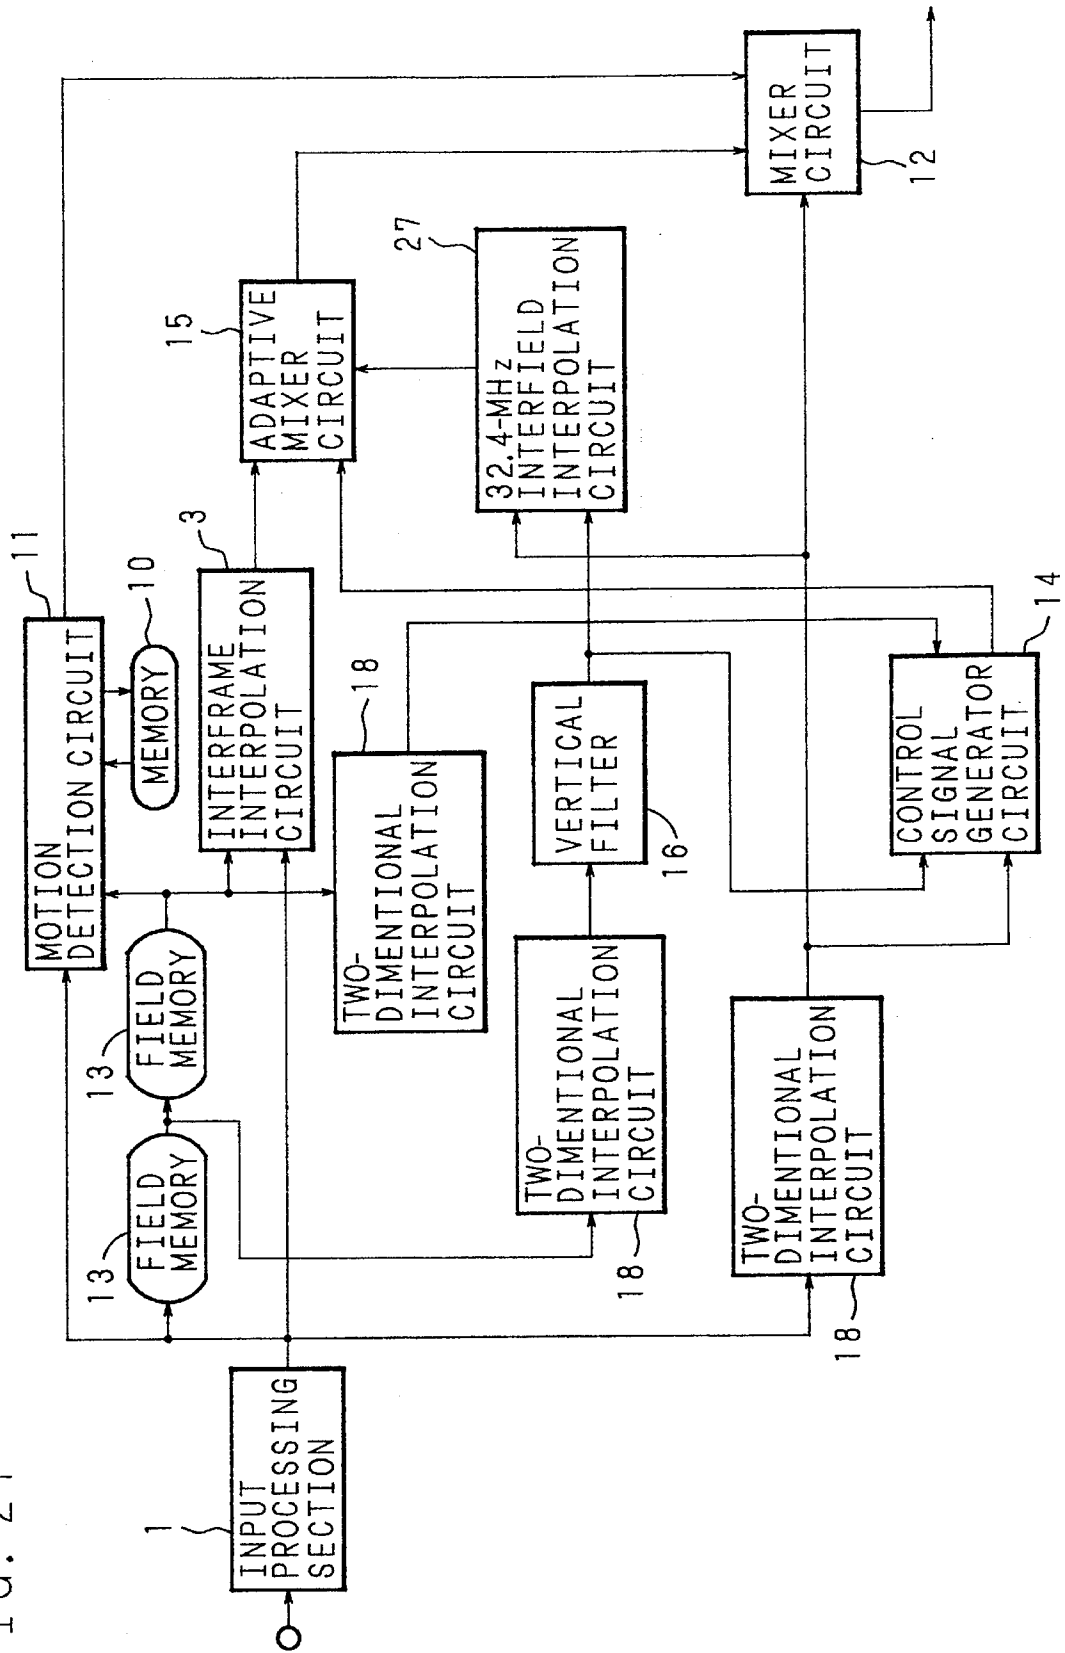 11
MOTION
DETECTION CIRCUIT
10
MEMORY
13
FIELD
MEMORY
13
FIELD
MEMORY
1
INPUT
PROCESSING
SECTION
3
INTERFRAME
INTERPOLATION
CIRCUIT
15
ADAPTIVE
MIXER
CIRCUIT
18
TWO-
DIMENTIONAL
INTERPOLATION
CIRCUIT
27
32.4-MHz
INTERFIELD
INTERPOLATION
CIRCUIT
18
TWO-
DIMENTIONAL
INTERPOLATION
CIRCUIT
VERTICAL
FILTER
16
MIXER
CIRCUIT
12
18
TWO-
DIMENTIONAL
INTERPOLATION
CIRCUIT
14
CONTROL
SIGNAL
GENERATOR
CIRCUIT